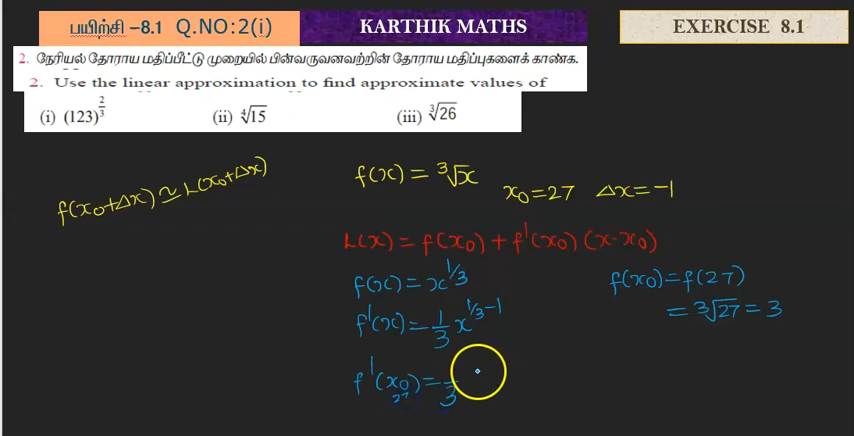 பயிற்சி –8.1 Q.NO:2(i)
KARTHIK MATHS
EXERCISE 8.1
2. நேரியல் தோராய மதிப்பீட்டு முறையில் பின்வருவனவற்றின் தோராய மதிப்புகளைக் காண்க.
2. Use the linear approximation to find approximate values of
(i) (123)^{2/3} (ii) ∜15 (iii) ∛26
f(x₀+Δx) ≃ L(x₀+Δx)
f(x) = ³√x
x₀=27 Δx=-1
L(x) = f(x₀) + f'(x₀) (x-x₀)
f(x) = x^{1/3}
f'(x) = 1/3 x^{1/3-1}
f'(x₀) = 1/3
27
f(x₀) = f(27)
= ³√27 = 3